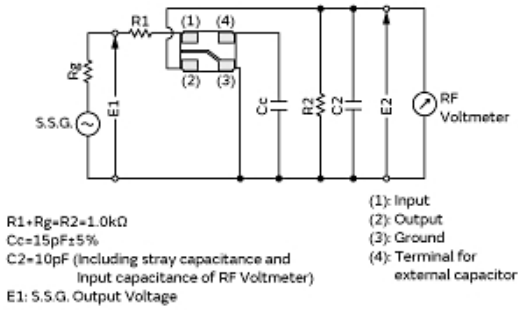 R1
(1)
(4)
Rg
E1
(2)
(3)
S.S.G.
Cc
R2
C2
E2
RF
Voltmeter
R1+Rg=R2=1.0kΩ
Cc=15pF±5%
C2=10pF (Including stray capacitance and
Input capacitance of RF Voltmeter)
E1: S.S.G. Output Voltage
(1): Input
(2): Output
(3): Ground
(4): Terminal for
external capacitor